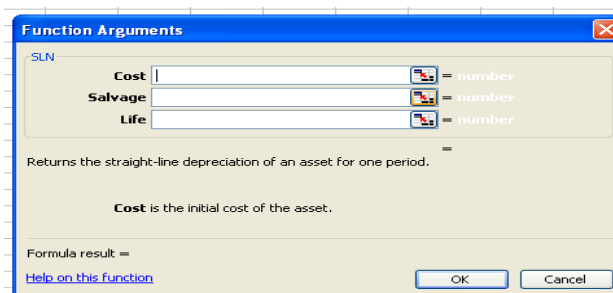 Function Arguments
SLN
Cost = number
Salvage = number
Life = number
=
Returns the straight-line depreciation of an asset for one period.
Cost is the initial cost of the asset.
Formula result =
Help on this function OK Cancel